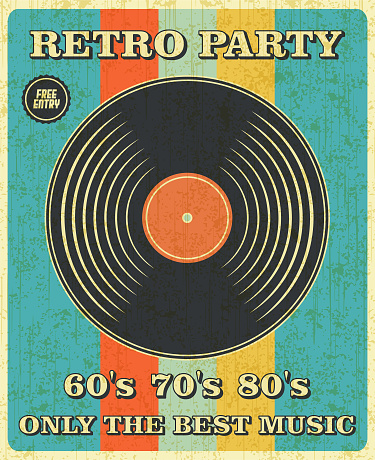 RETRO PARTY
FREE
ENTRY
60's 70's 80's
ONLY THE BEST MUSIC